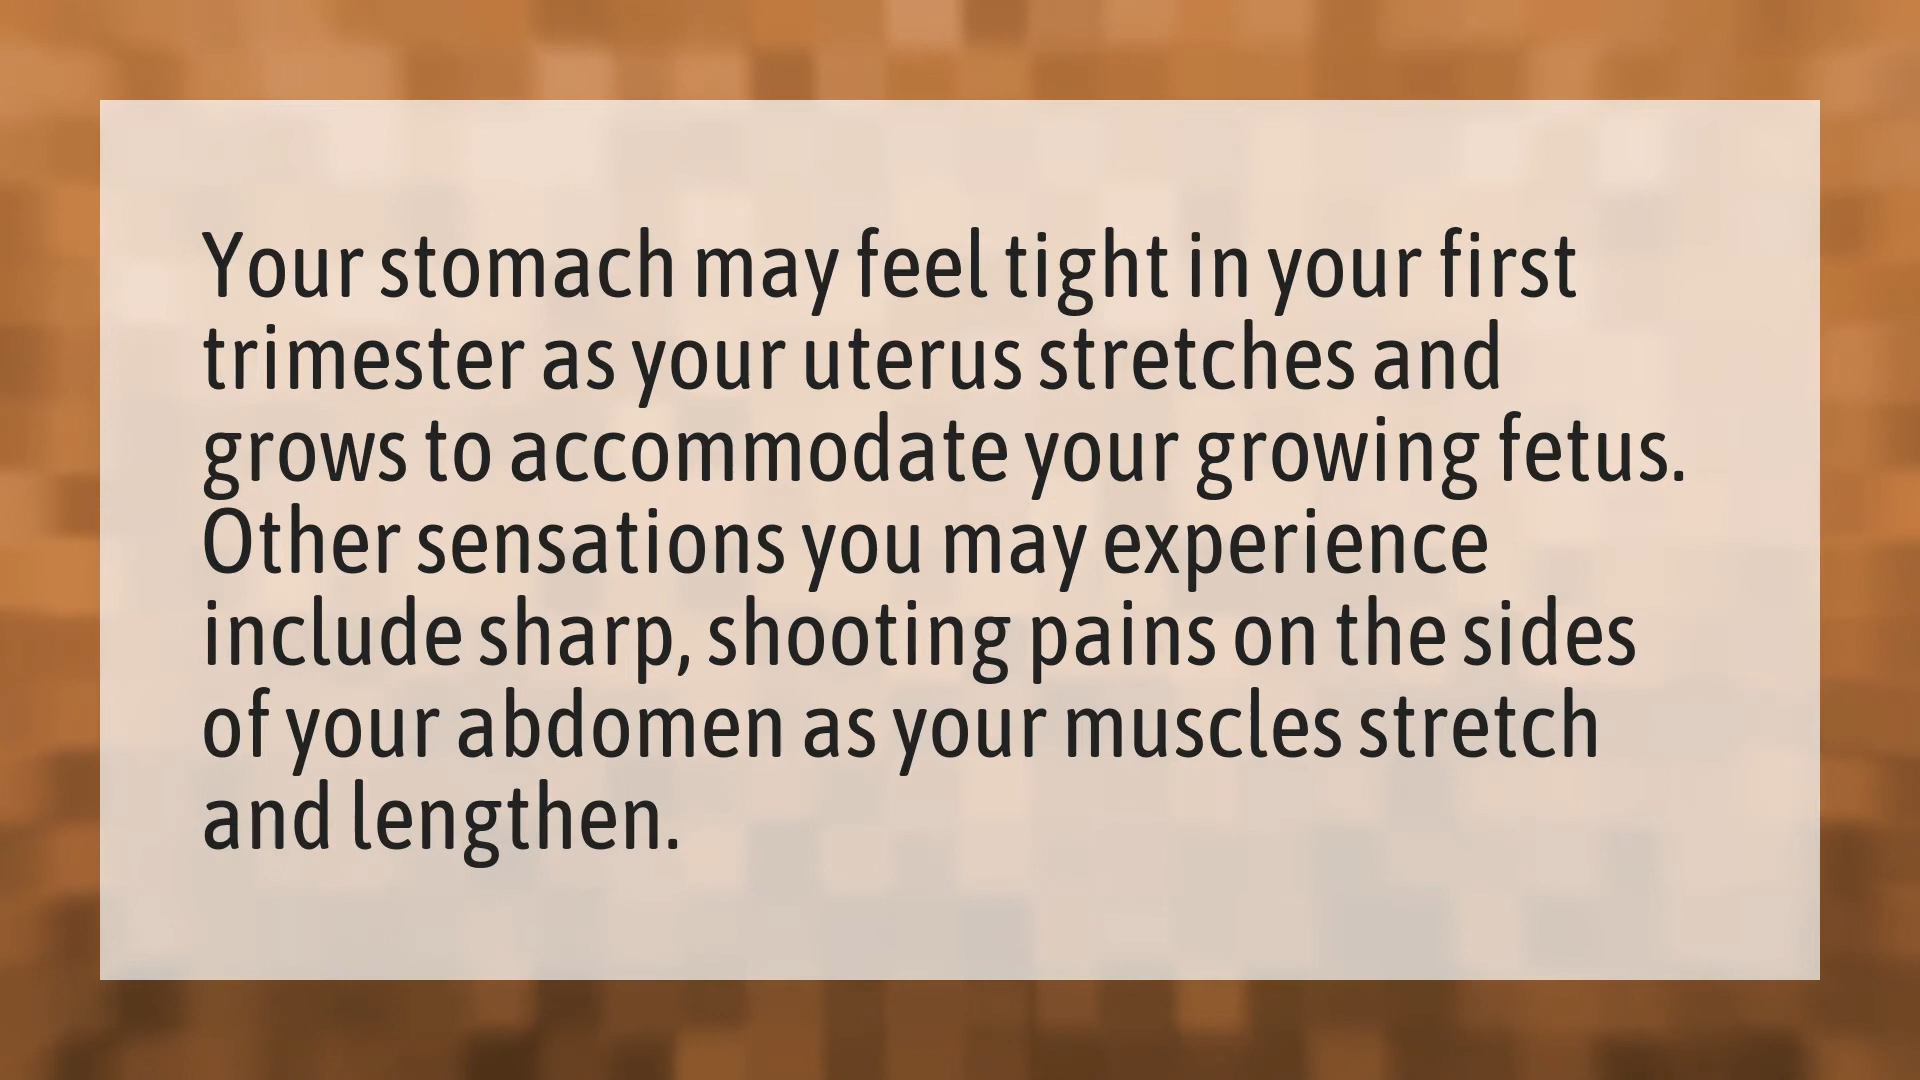 Your stomach may feel tight in your first
trimester as your uterus stretches and
grows to accommodate your growing fetus.
Other sensations you may experience
include sharp, shooting pains on the sides
of your abdomen as your muscles stretch
and lengthen.